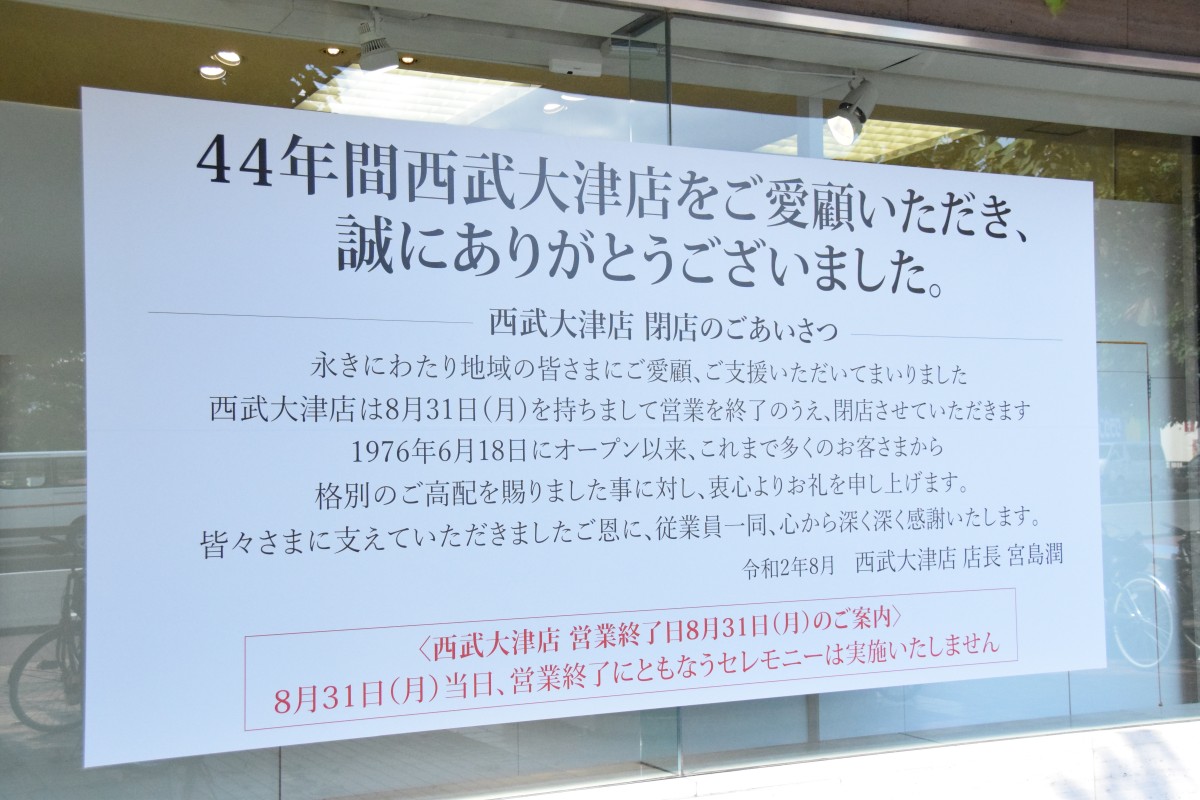 44年間西武大津店をご愛顧いただき、
誠にありがとうございました。
西武大津店 閉店のごあいさつ
永きにわたり地域の皆さまにご愛顧、ご支援いただいてまいりました
西武大津店は8月31日(月)を持ちまして営業を終了のうえ、閉店させていただきます
1976年6月18日にオープン以来、これまで多くのお客さまから
格別のご高配を賜りました事に対し、衷心よりお礼を申し上げます。
皆々さまに支えていただきましたご恩に、従業員一同、心から深く深く感謝いたします。
令和2年8月 西武大津店 店長 宮島潤
〈西武大津店 営業終了日8月31日(月)のご案内〉
8月31日(月)当日、営業終了にともなうセレモニーは実施いたしません